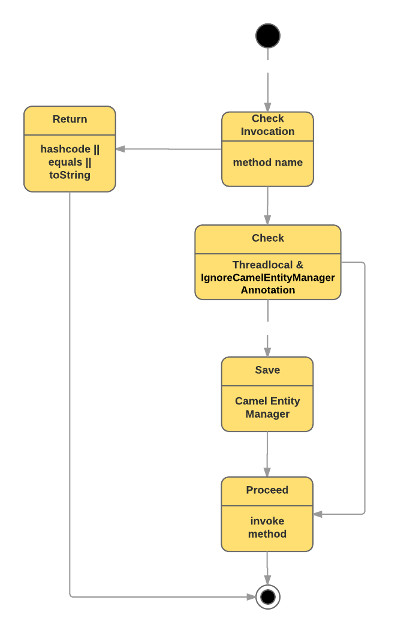 Check
Invocation
method name
Return
hashcode ||
equals ||
toString
Check
Threadlocal &
IgnoreCamelEntityManager
Annotation
Save
Camel Entity
Manager
Proceed
invoke
method